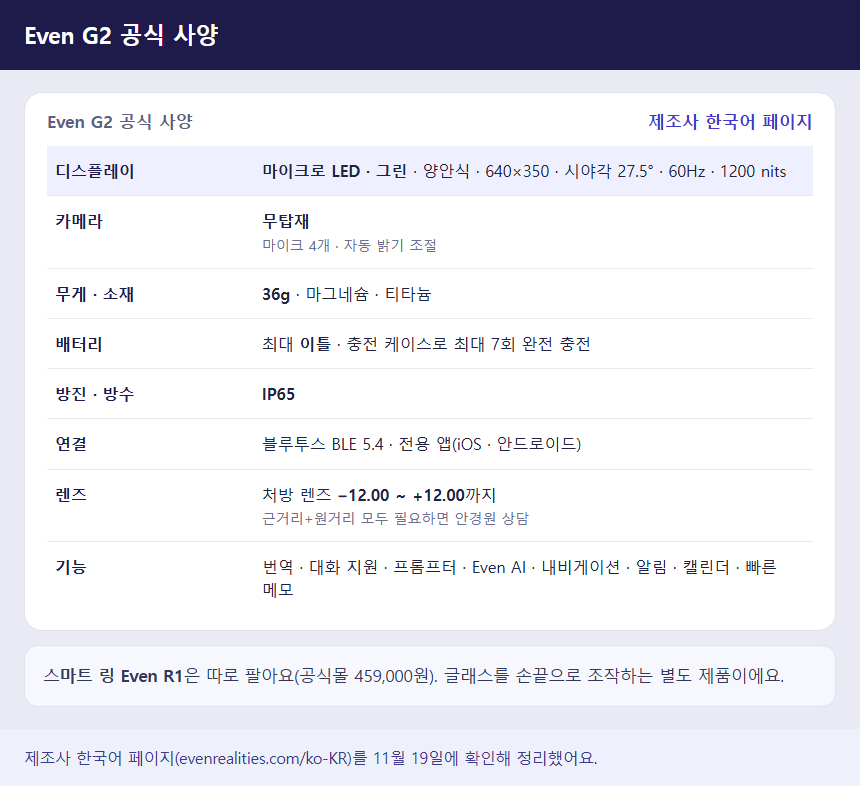 Even G2 공식 사양
Even G2 공식 사양
제조사 한국어 페이지
디스플레이
마이크로 LED · 그린 · 양안식 · 640×350 · 시야각 27.5° · 60Hz · 1200 nits
카메라
무탑재
마이크 4개 · 자동 밝기 조절
무게 · 소재
36g · 마그네슘 · 티타늄
배터리
최대 이틀 · 충전 케이스로 최대 7회 완전 충전
방진 · 방수
IP65
연결
블루투스 BLE 5.4 · 전용 앱(iOS · 안드로이드)
렌즈
처방 렌즈 −12.00 ~ +12.00까지
근거리+원거리 모두 필요하면 안경원 상담
기능
번역 · 대화 지원 · 프롬프터 · Even AI · 내비게이션 · 알림 · 캘린더 · 빠른
메모
스마트 링 Even R1은 따로 팔아요(공식몰 459,000원). 글래스를 손끝으로 조작하는 별도 제품이에요.
제조사 한국어 페이지(evenrealities.com/ko-KR)를 11월 19일에 확인해 정리했어요.